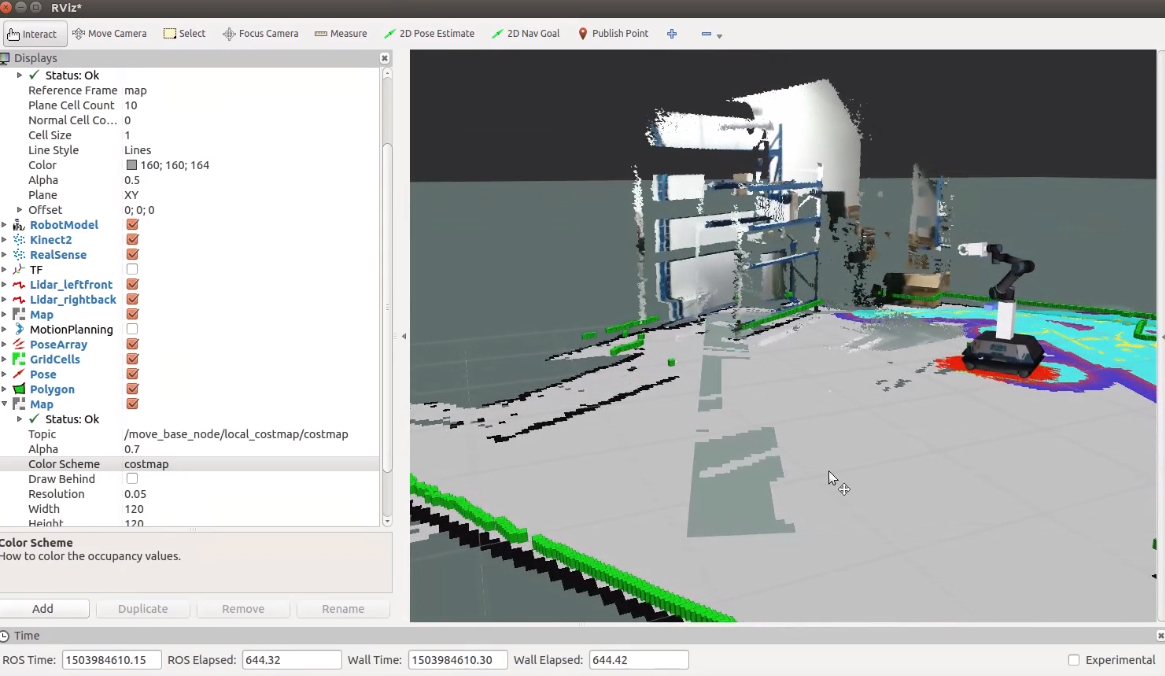 RViz*
Interact Move Camera Select Focus Camera Measure 2D Pose Estimate 2D Nav Goal Publish Point
Displays
Status: Ok
Reference Frame map
Plane Cell Count 10
Normal Cell Co... 0
Cell Size 1
Line Style Lines
Color 160; 160; 164
Alpha 0.5
Plane XY
Offset 0; 0; 0
RobotModel
Kinect2
RealSense
TF
Lidar_leftfront
Lidar_rightback
Map
MotionPlanning
PoseArray
GridCells
Pose
Polygon
Map
Status: Ok
Topic /move_base_node/local_costmap/costmap
Alpha 0.7
Color Scheme costmap
Draw Behind
Resolution 0.05
Width 120
Height 120
Color Scheme
How to color the occupancy values.
Add Duplicate Remove Rename
Time
ROS Time: 1503984610.15 ROS Elapsed: 644.32 Wall Time: 1503984610.30 Wall Elapsed: 644.42 Experimental